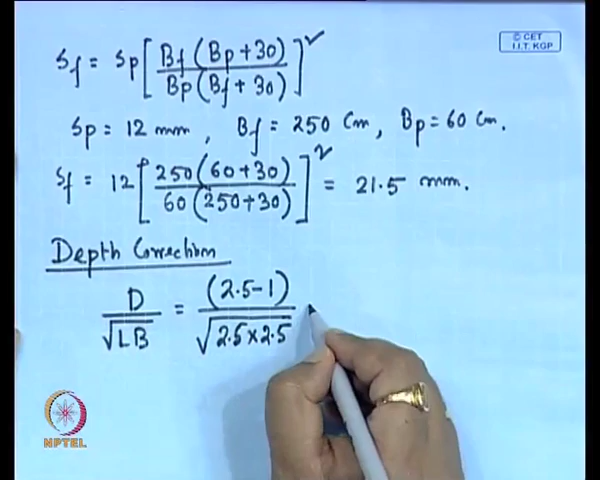 © CET
I.I.T. KGP
Sf = Sp [ Bf (Bp + 30) / Bp (Bf + 30) ]²
Sp = 12 mm , Bf = 250 Cm , Bp = 60 Cm.
Sf = 12 [ 250 (60 + 30) / 60 (250 + 30) ]² = 21.5 mm.
Depth Correction
D / √LB = (2.5 - 1) / √2.5 × 2.5
NPTEL